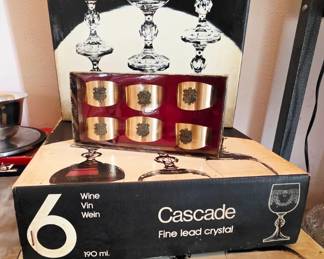 6
Wine
Vin
Wein
190 ml.
Cascade
Fine lead crystal